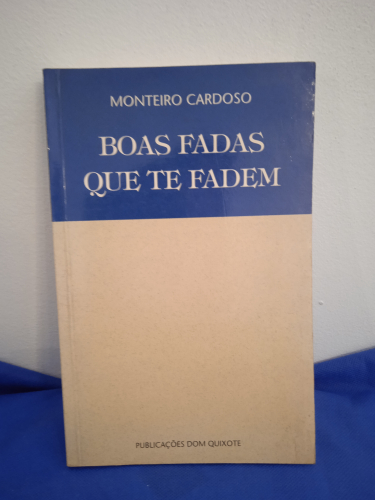 MONTEIRO CARDOSO
BOAS FADAS
QUE TE FADEM
PUBLICAÇÕES DOM QUIXOTE